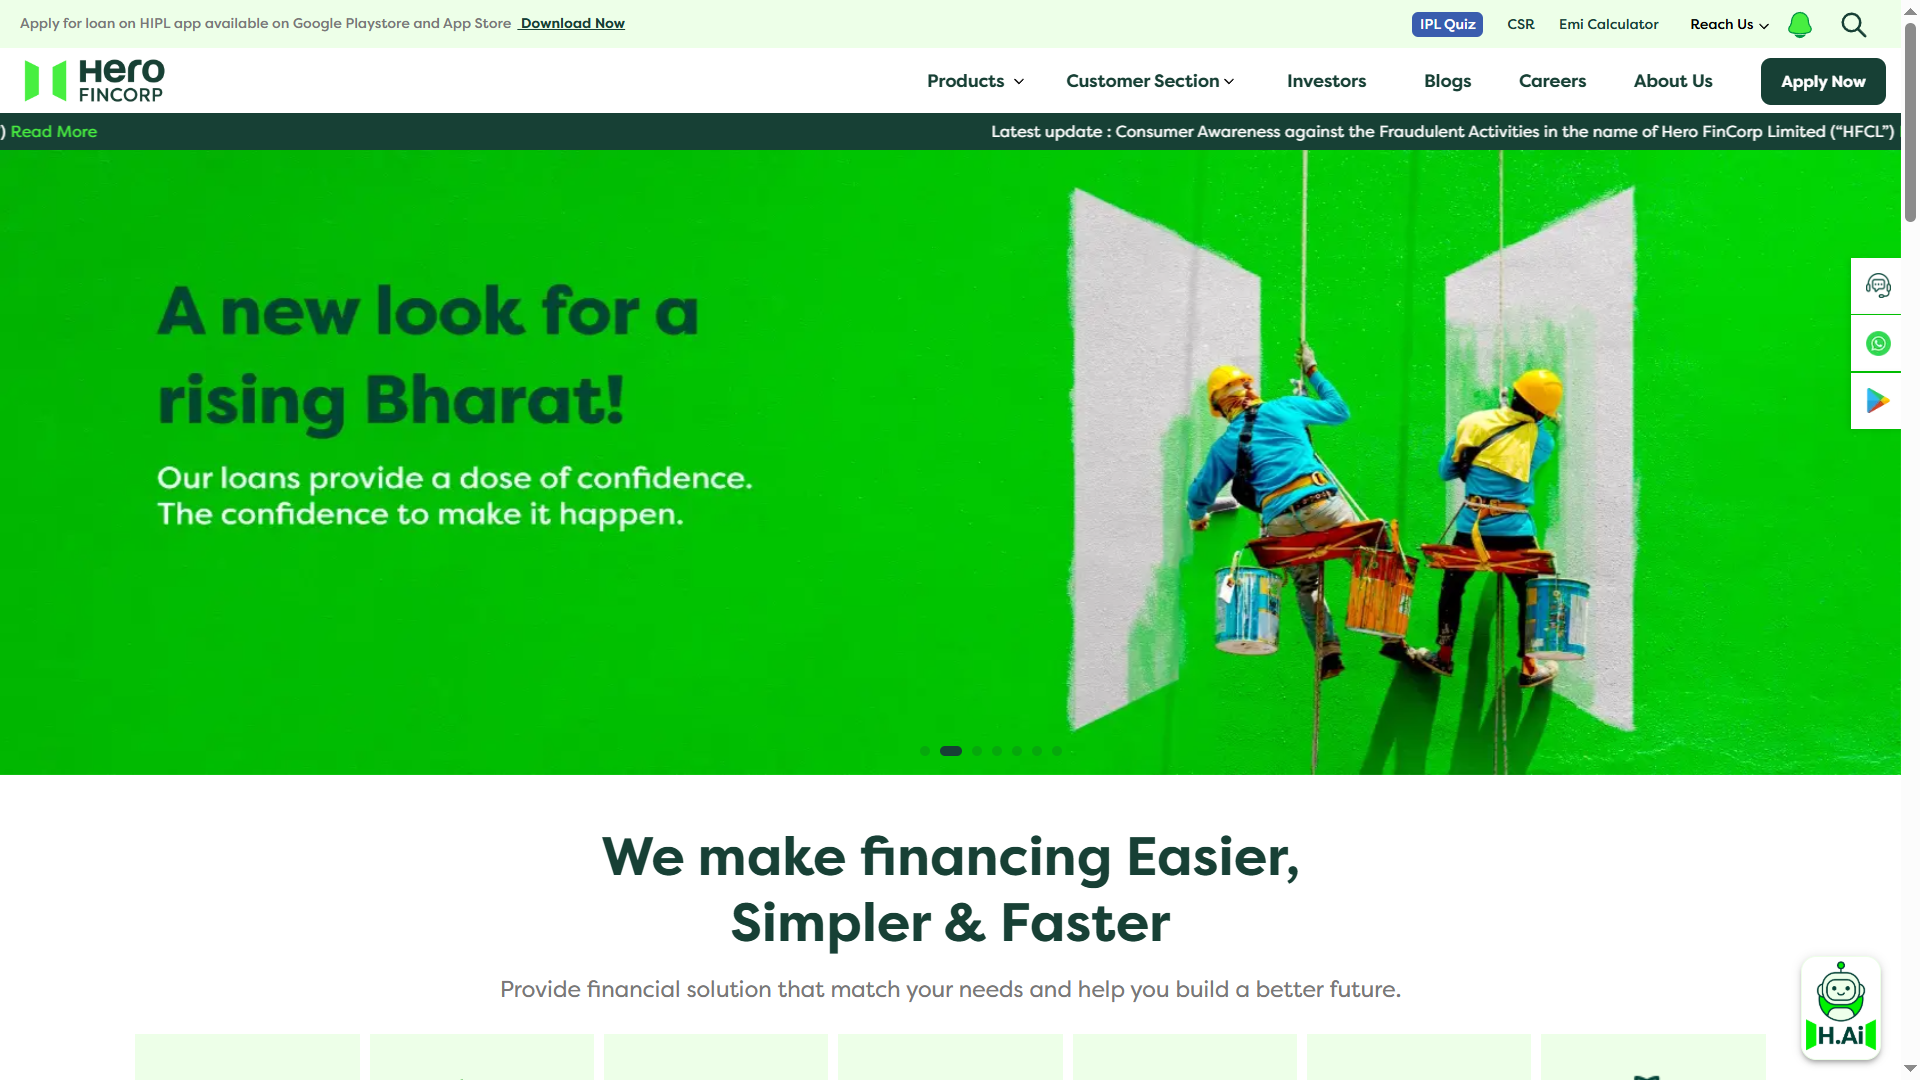 Apply for loan on HIPL app available on Google Playstore and App Store Download Now
IPL Quiz
CSR
Emi Calculator
Reach Us
Hero
FINCORP
Products
Customer Section
Investors
Blogs
Careers
About Us
Apply Now
) Read More
Latest update : Consumer Awareness against the Fraudulent Activities in the name of Hero FinCorp Limited (“HFCL”)
A new look for a
rising Bharat!
Our loans provide a dose of confidence.
The confidence to make it happen.
We make financing Easier,
Simpler & Faster
Provide financial solution that match your needs and help you build a better future.
H.Ai